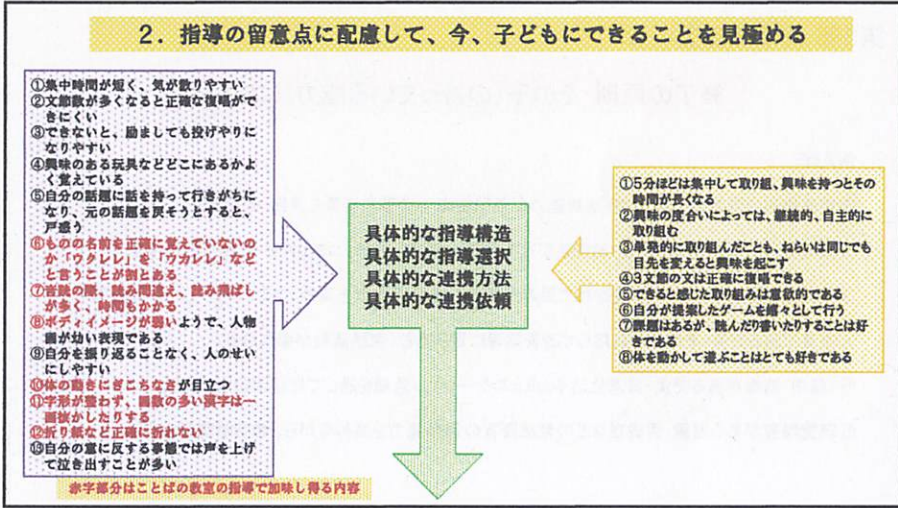 2．指導の留意点に配慮して、今、子どもにできることを見極める
①集中時間が短く、気が散りやすい
②文節数が多くなると正確な復唱がで
きにくい
③できないと、励ましても投げやりに
なりやすい
④興味のある玩具などどこにあるかよ
く覚えている
⑤自分の話題に話を持って行きがちに
なり、元の話題を戻そうとすると、
戸惑う
⑥ものの名前を正確に覚えていないの
か「ウクレレ」を「ウカレレ」など
と言うことが割とある
⑦音読の際、読み間違え、読み飛ばし
が多く、時間もかかる
⑧ボディイメージが弱いようで、人物
画が幼い表現である
⑨自分を振り返ることなく、人のせい
にしやすい
⑩体の動きにぎこちなさが目立つ
⑪字形が整わず、画数の多い漢字は一
画抜かしたりする
⑫折り紙など正確に折れない
⑬自分の意に反する事態では声を上げ
て泣き出すことが多い
赤字部分はことばの教室の指導で加味し得る内容
具体的な指導構造
具体的な指導選択
具体的な連携方法
具体的な連携依頼
①5分ほどは集中して取り組、興味を持つとその
時間が長くなる
②興味の度合いによっては、継続的、自主的に
取り組む
③単発的に取り組んだことも、ねらいは同じでも
目先を変えると興味を起こす
④3文節の文は正確に復唱できる
⑤できると感じた取り組みは意欲的である
⑥自分が提案したゲームを嬉々として行う
⑦課題はあるが、読んだり書いたりすることは好
きである
⑧体を動かして遊ぶことはとても好きである